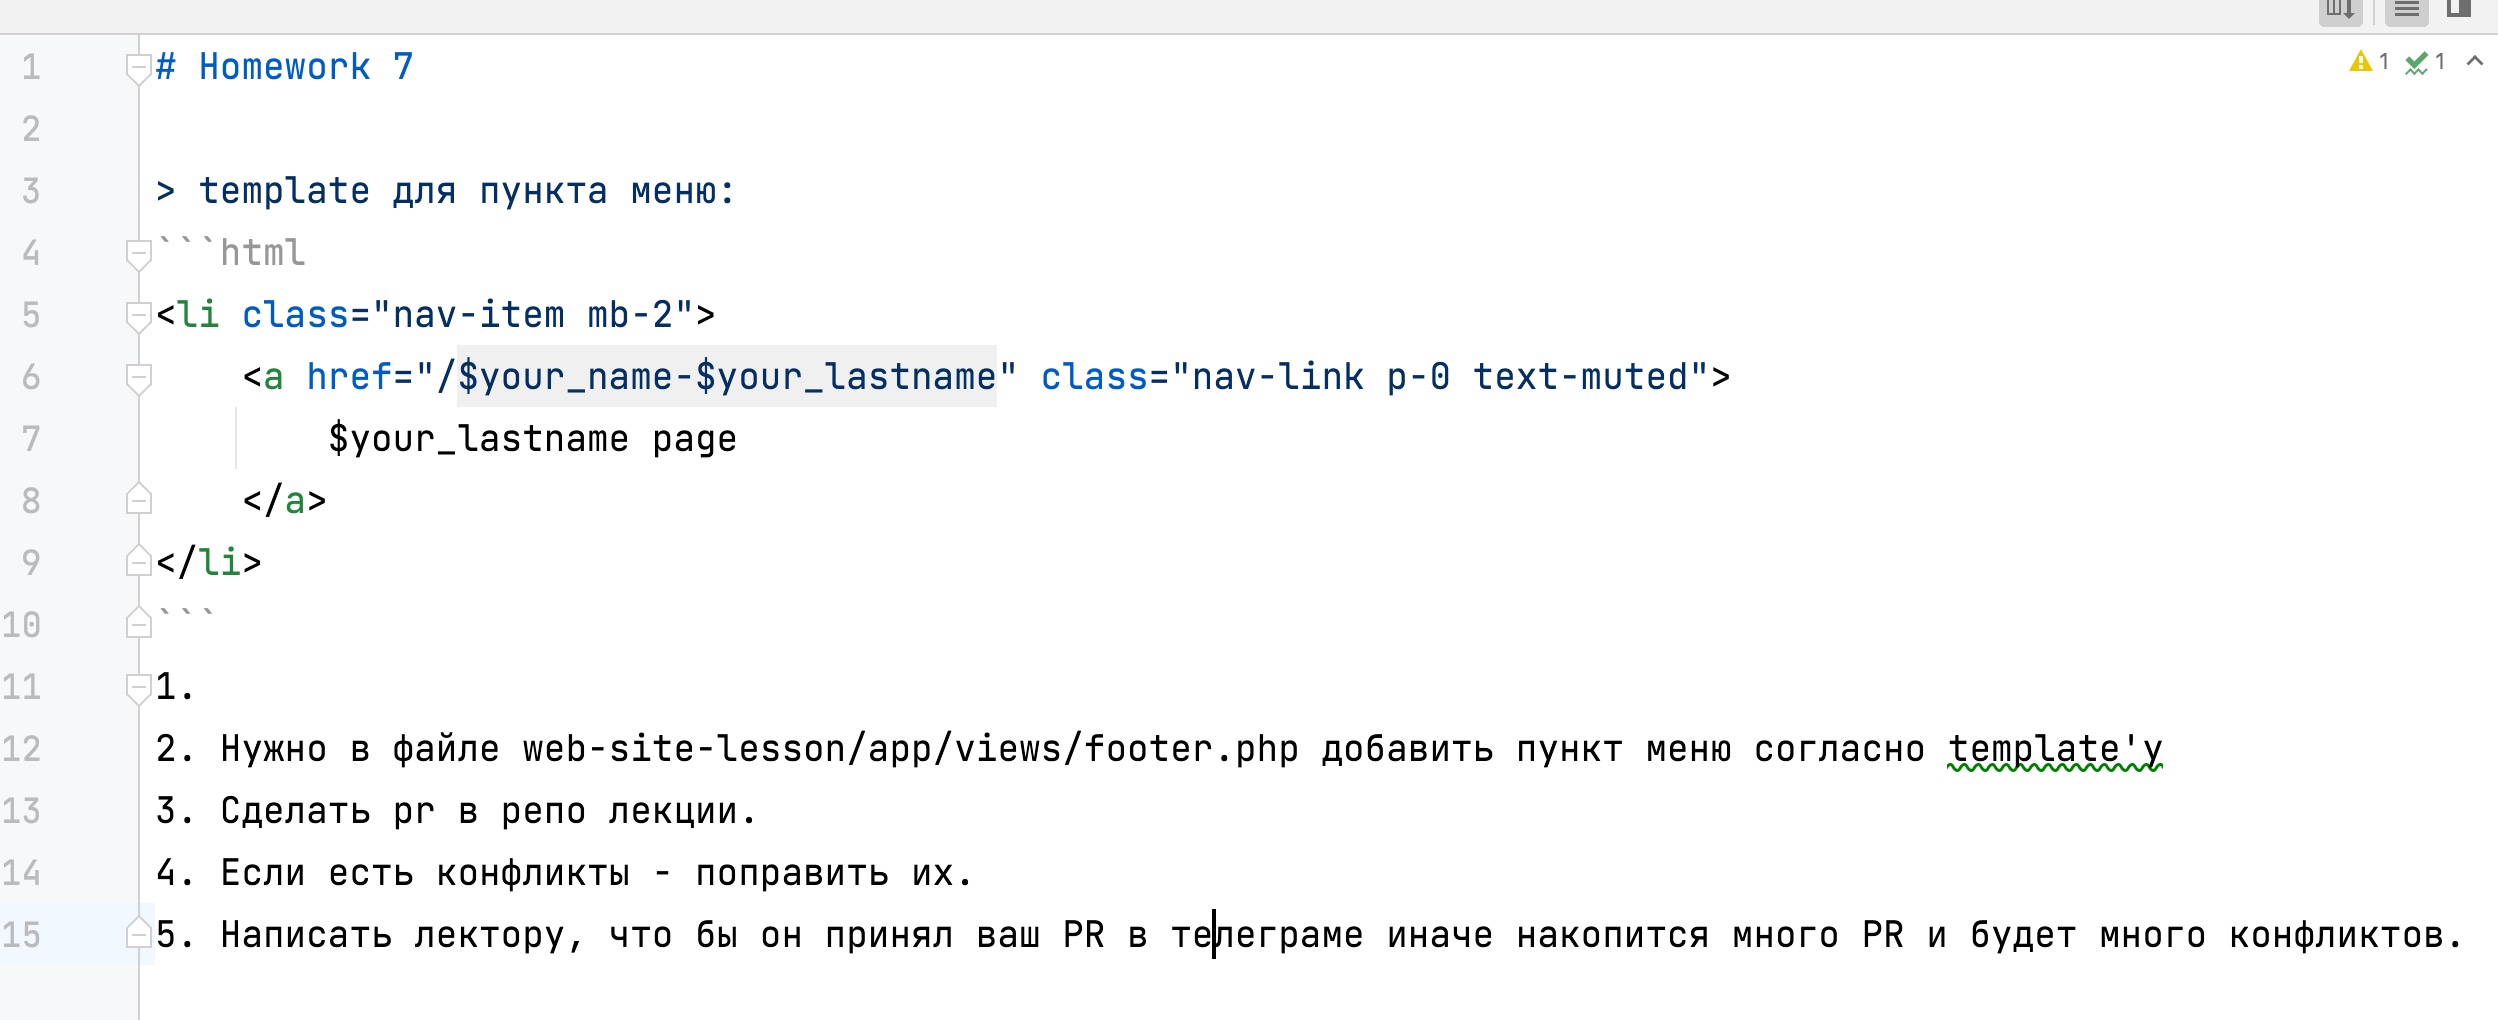 1 # Homework 7
2
3 > template для пункта меню:
4 ```html
5 <li class="nav-item mb-2">
6     <a href="/$your_name-$your_lastname" class="nav-link p-0 text-muted">
7         $your_lastname page
8     </a>
9 </li>
10 ```
11 1.
12 2. Нужно в файле web-site-lesson/app/views/footer.php добавить пункт меню согласно template'у
13 3. Сделать pr в репо лекции.
14 4. Если есть конфликты - поправить их.
15 5. Написать лектору, что бы он принял ваш PR в телеграме иначе накопится много PR и будет много конфликтов.
1 1